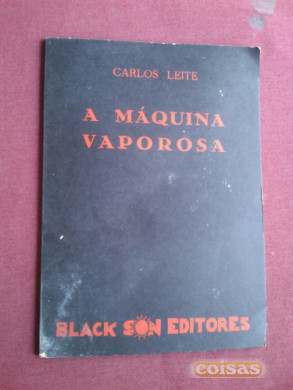 CARLOS LEITE
A MÁQUINA
VAPOROSA
BLACK SON EDITORES
coisas